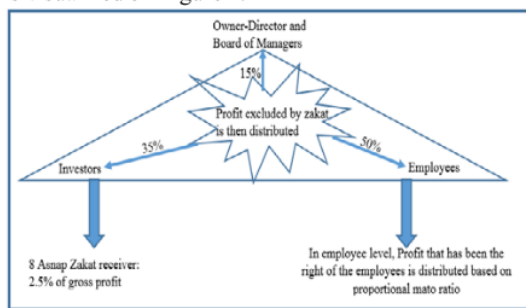 Owner-Director and
Board of Managers
15%
Profit excluded by zakat
is then distributed
35%
50%
Investors
Employees
8 Asnap Zakat receiver:
2.5% of gross profit
In employee level, Profit that has been the
right of the employees is distributed based on
proportional mato ratio